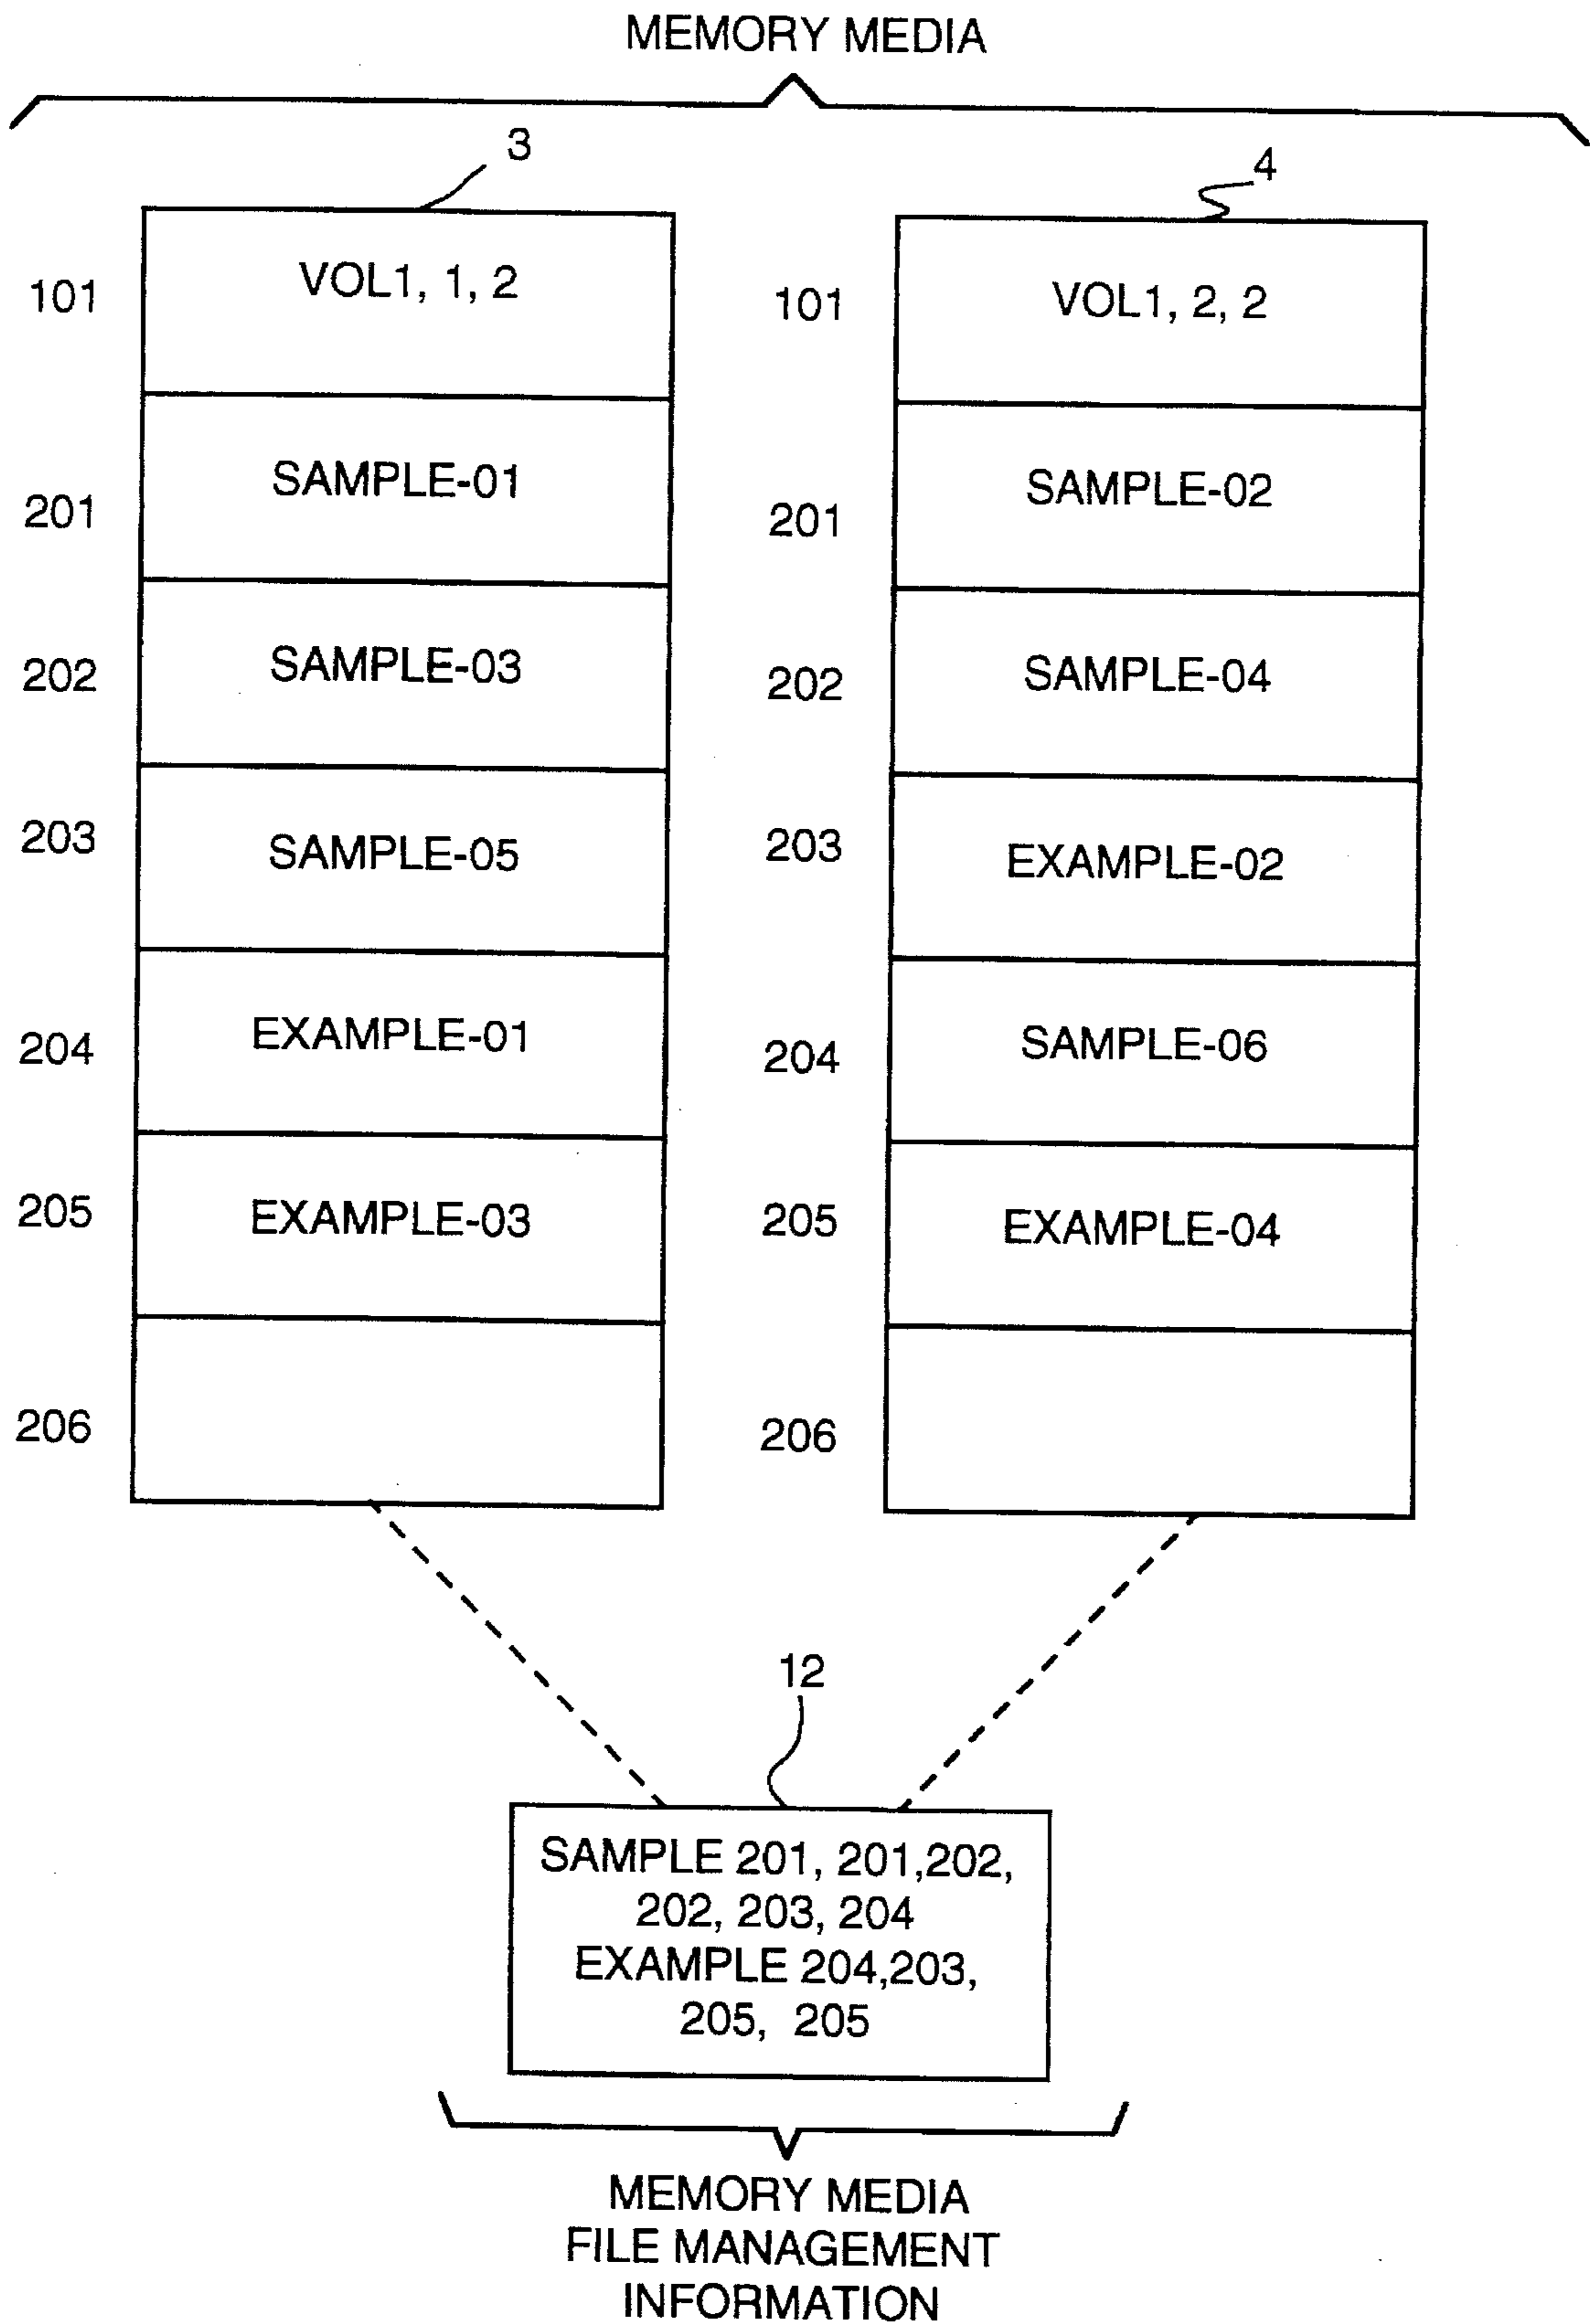 MEMORY MEDIA
3
4
101
VOL1, 1, 2
101
VOL1, 2, 2
201
SAMPLE-01
201
SAMPLE-02
202
SAMPLE-03
202
SAMPLE-04
203
SAMPLE-05
203
EXAMPLE-02
204
EXAMPLE-01
204
SAMPLE-06
205
EXAMPLE-03
205
EXAMPLE-04
206
206
12
SAMPLE 201, 201,202,
202, 203, 204
EXAMPLE 204,203,
205, 205
MEMORY MEDIA
FILE MANAGEMENT
INFORMATION